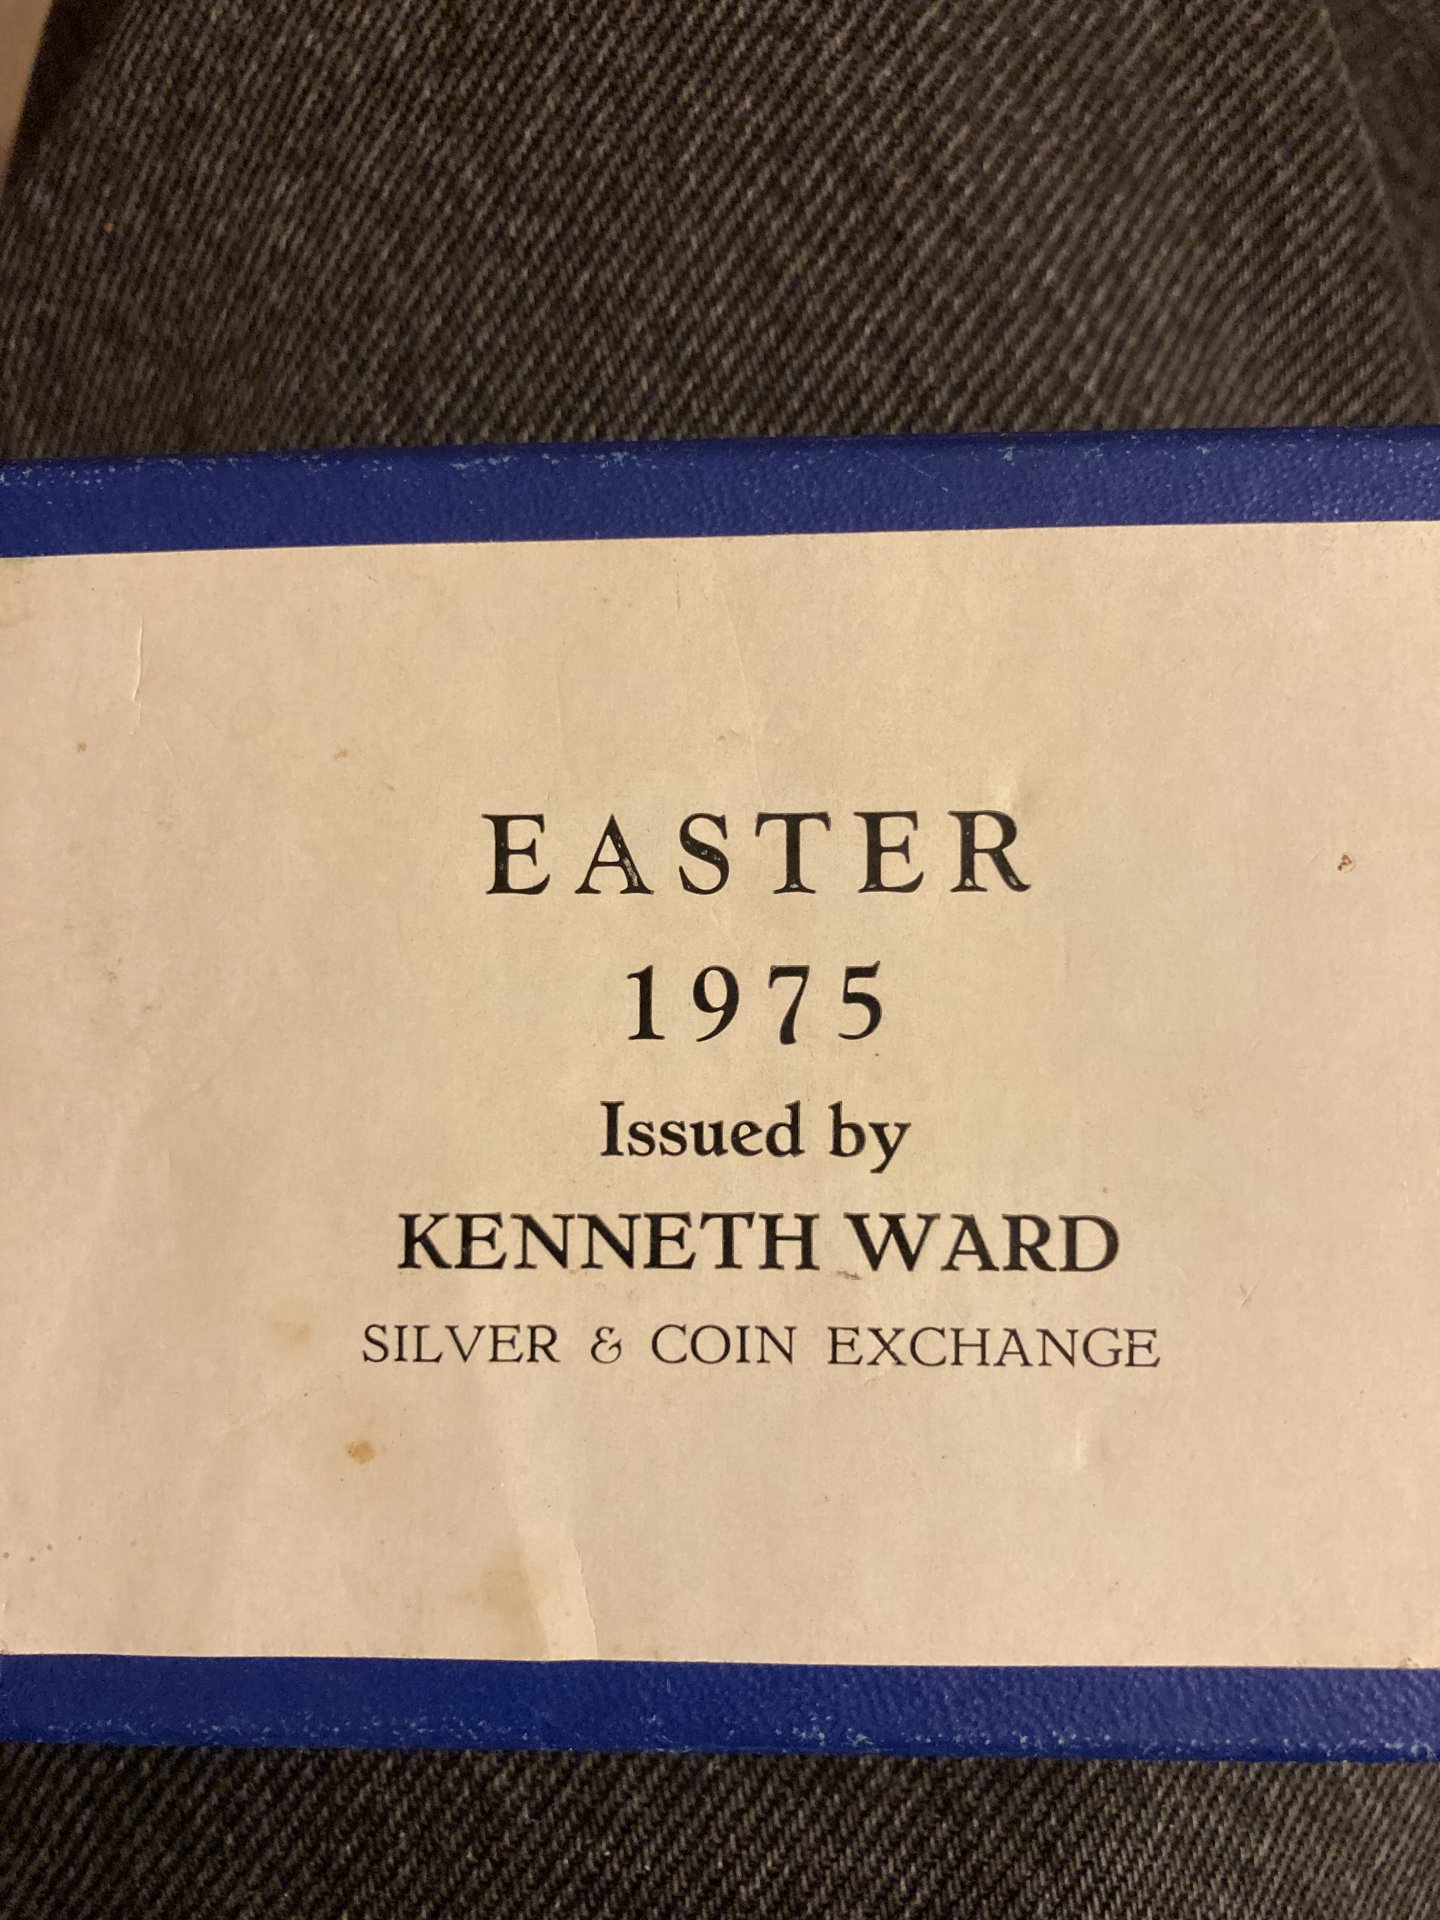 EASTER
1975
Issued by
KENNETH WARD
SILVER & COIN EXCHANGE